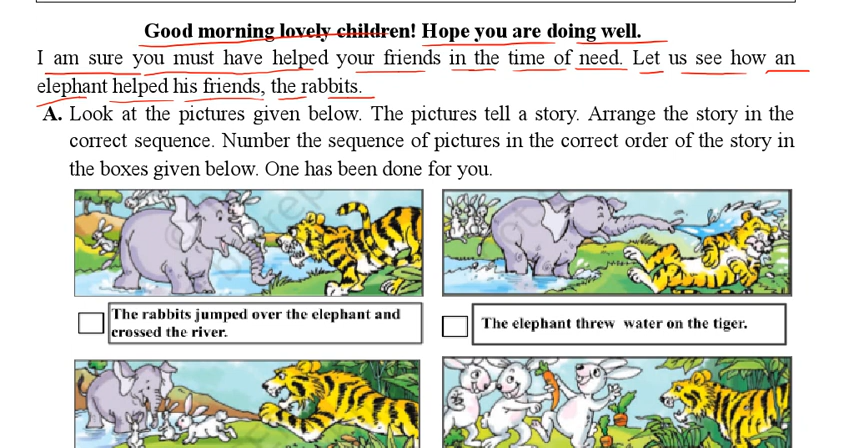 Good morning lovely children! Hope you are doing well.
I am sure you must have helped your friends in the time of need. Let us see how an
elephant helped his friends, the rabbits.
A. Look at the pictures given below. The pictures tell a story. Arrange the story in the
correct sequence. Number the sequence of pictures in the correct order of the story in
the boxes given below. One has been done for you.
The rabbits jumped over the elephant and
crossed the river.
The elephant threw water on the tiger.